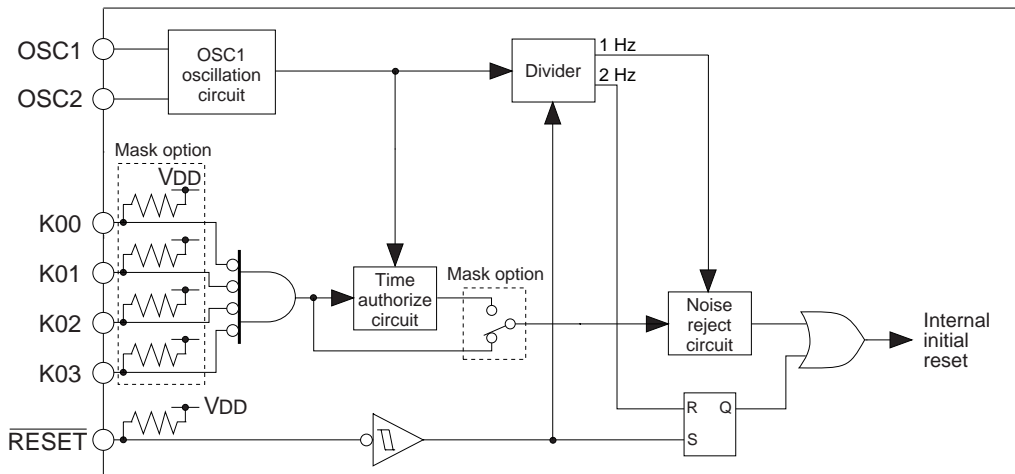 OSC1
OSC2
OSC1
oscillation
circuit
Divider
1 Hz
2 Hz
Mask option
VDD
K00
K01
K02
K03
Time
authorize
circuit
Mask option
Noise
reject
circuit
Internal
initial
reset
RESET
VDD
R Q
S